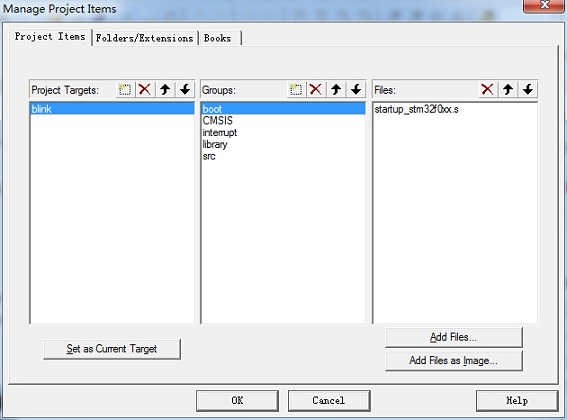 Manage Project Items
Project Items Folders/Extensions Books
Project Targets: Groups: Files:
blink boot startup_stm32f0xx.s
CMSIS
interrupt
library
src
Add Files...
Set as Current Target
Add Files as Image...
OK Cancel Help